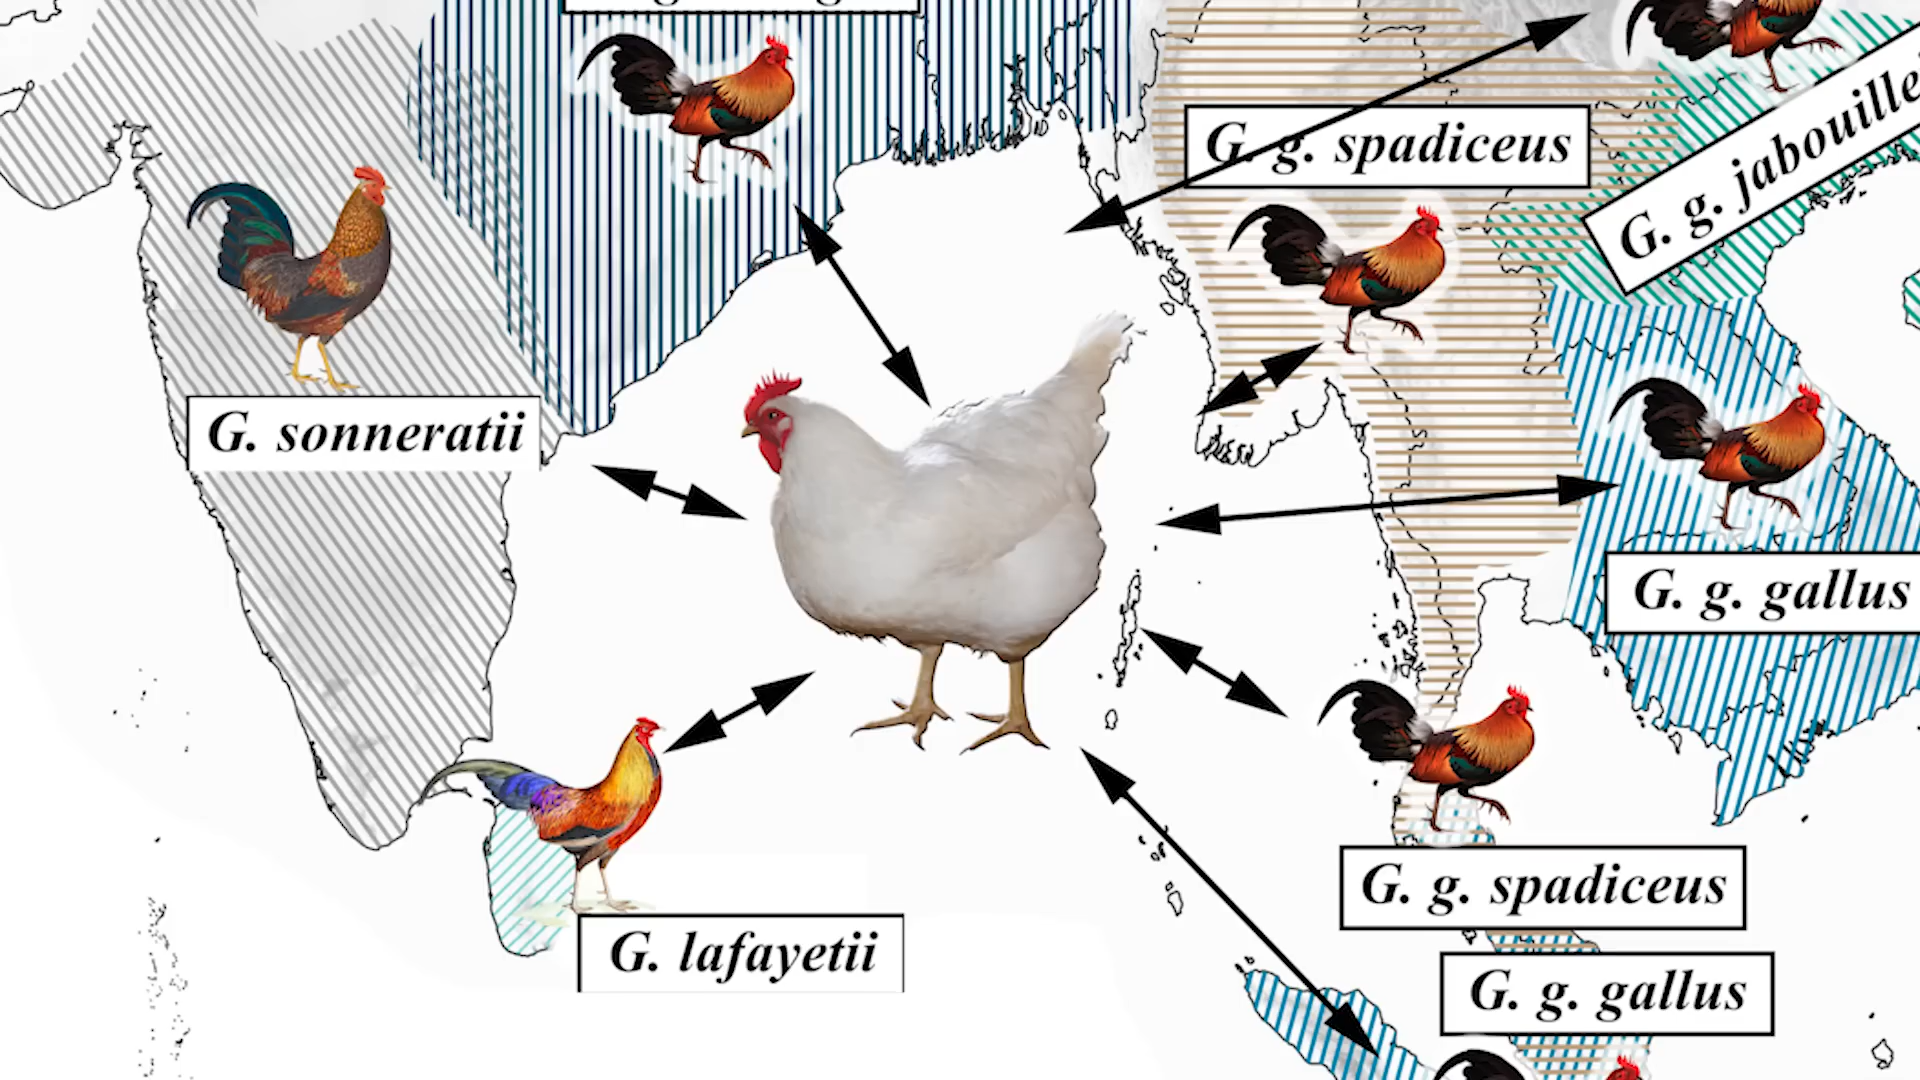 G. g. spadiceus
G. g. jabouille
G. sonneratii
G. g. gallus
G. g. spadiceus
G. lafayetii
G. g. gallus